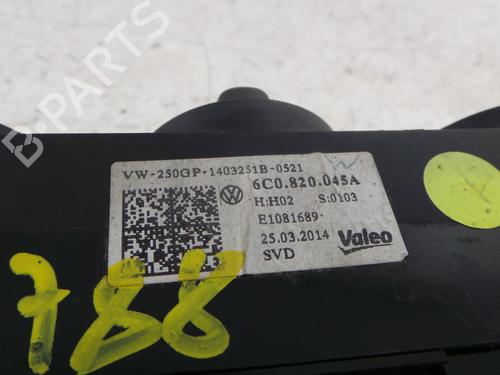 VW-250GP-1403251B-0521
6C0.820.045A
H:H02 S:0103
E1081689
25.03.2014 Valeo
SVD
788
B-PARTS